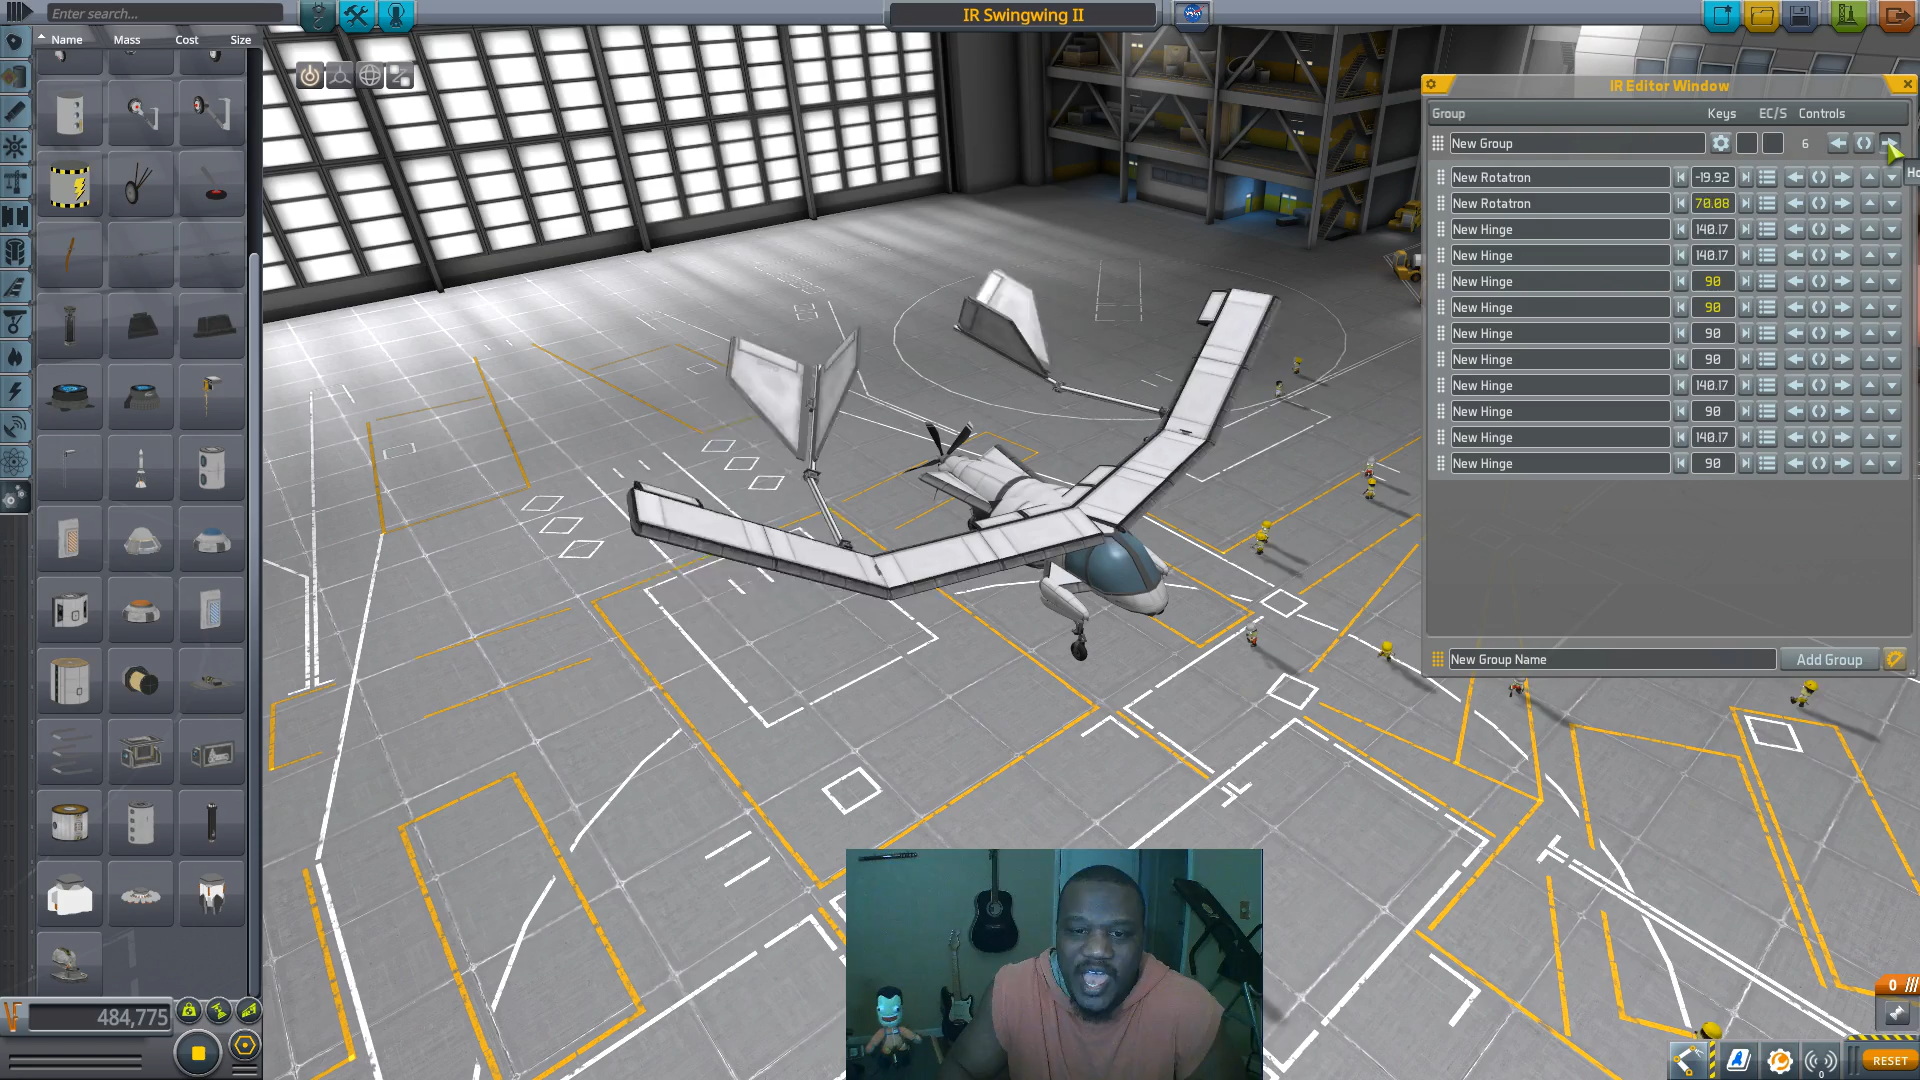 Enter search...
IR Swingwing II
Name Mass Cost Size
IR Editor Window
Group Keys EC/S Controls
New Group 6
New Rotatron -19.92
New Rotatron 70.08
New Hinge 140.17
New Hinge 140.17
New Hinge 90
New Hinge 90
New Hinge 90
New Hinge 90
New Hinge 140.17
New Hinge 90
New Hinge 140.17
New Hinge 90
New Group Name Add Group
484,775
0
0
RESET